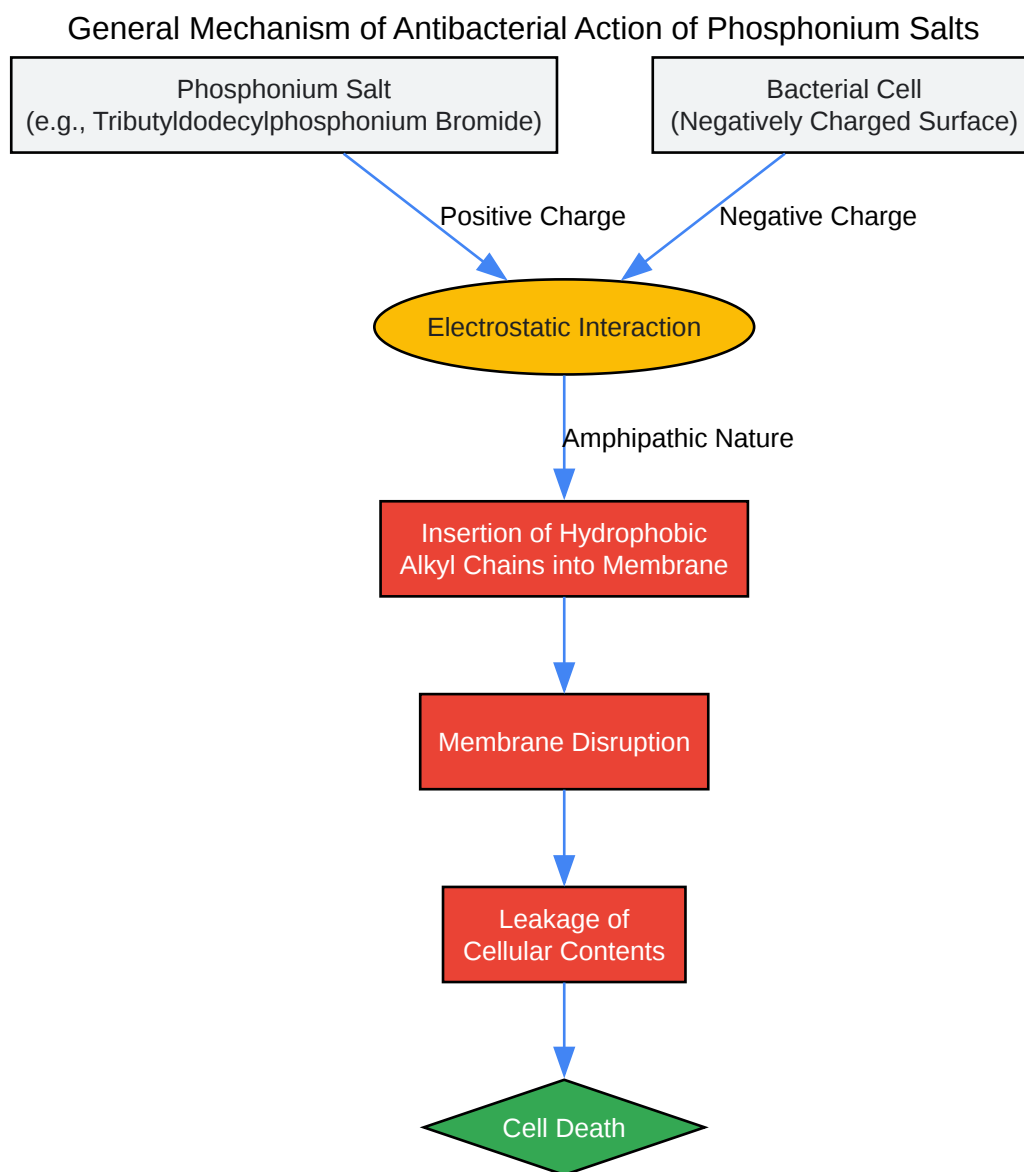 General Mechanism of Antibacterial Action of Phosphonium Salts
Phosphonium Salt
(e.g., Tributyldodecylphosphonium Bromide)
Bacterial Cell
(Negatively Charged Surface)
Positive Charge
Negative Charge
Electrostatic Interaction
Amphipathic Nature
Insertion of Hydrophobic
Alkyl Chains into Membrane
Membrane Disruption
Leakage of
Cellular Contents
Cell Death